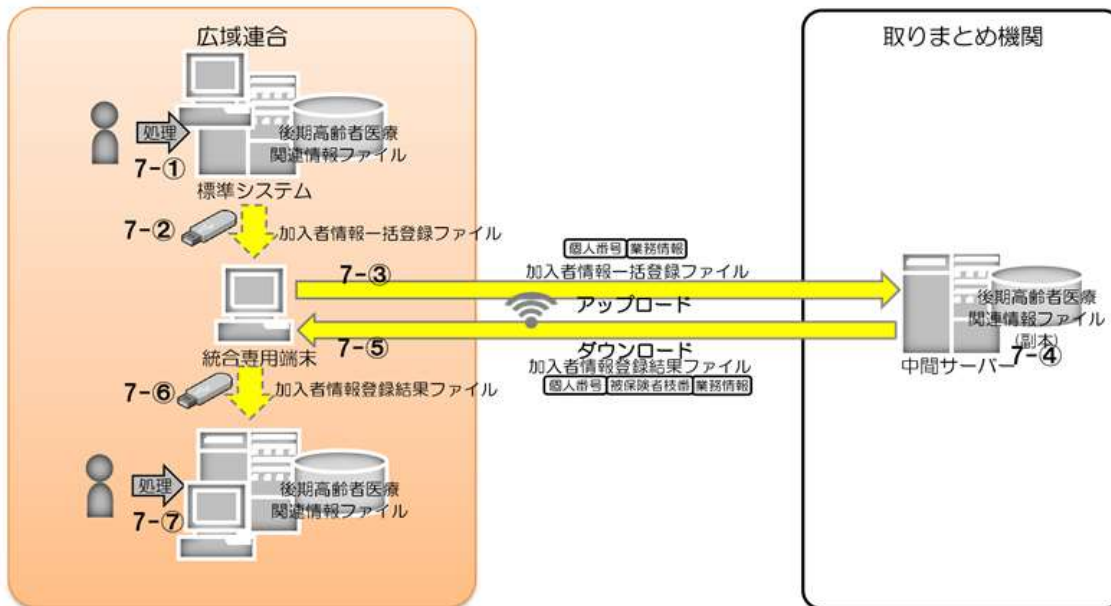 広域連合
処理
7-①
後期高齢者医療
関連情報ファイル
標準システム
7-②
加入者情報一括登録ファイル
取りまとめ機関
個人番号 業務情報
7-③
加入者情報一括登録ファイル
アップロード
統合専用端末
7-⑤
ダウンロード
加入者情報登録結果ファイル
個人番号 被保険者枝番 業務情報
後期高齢者医療
関連情報ファイル
(副本)
7-④
中間サーバー
7-⑥
加入者情報登録結果ファイル
処理
7-⑦
後期高齢者医療
関連情報ファイル